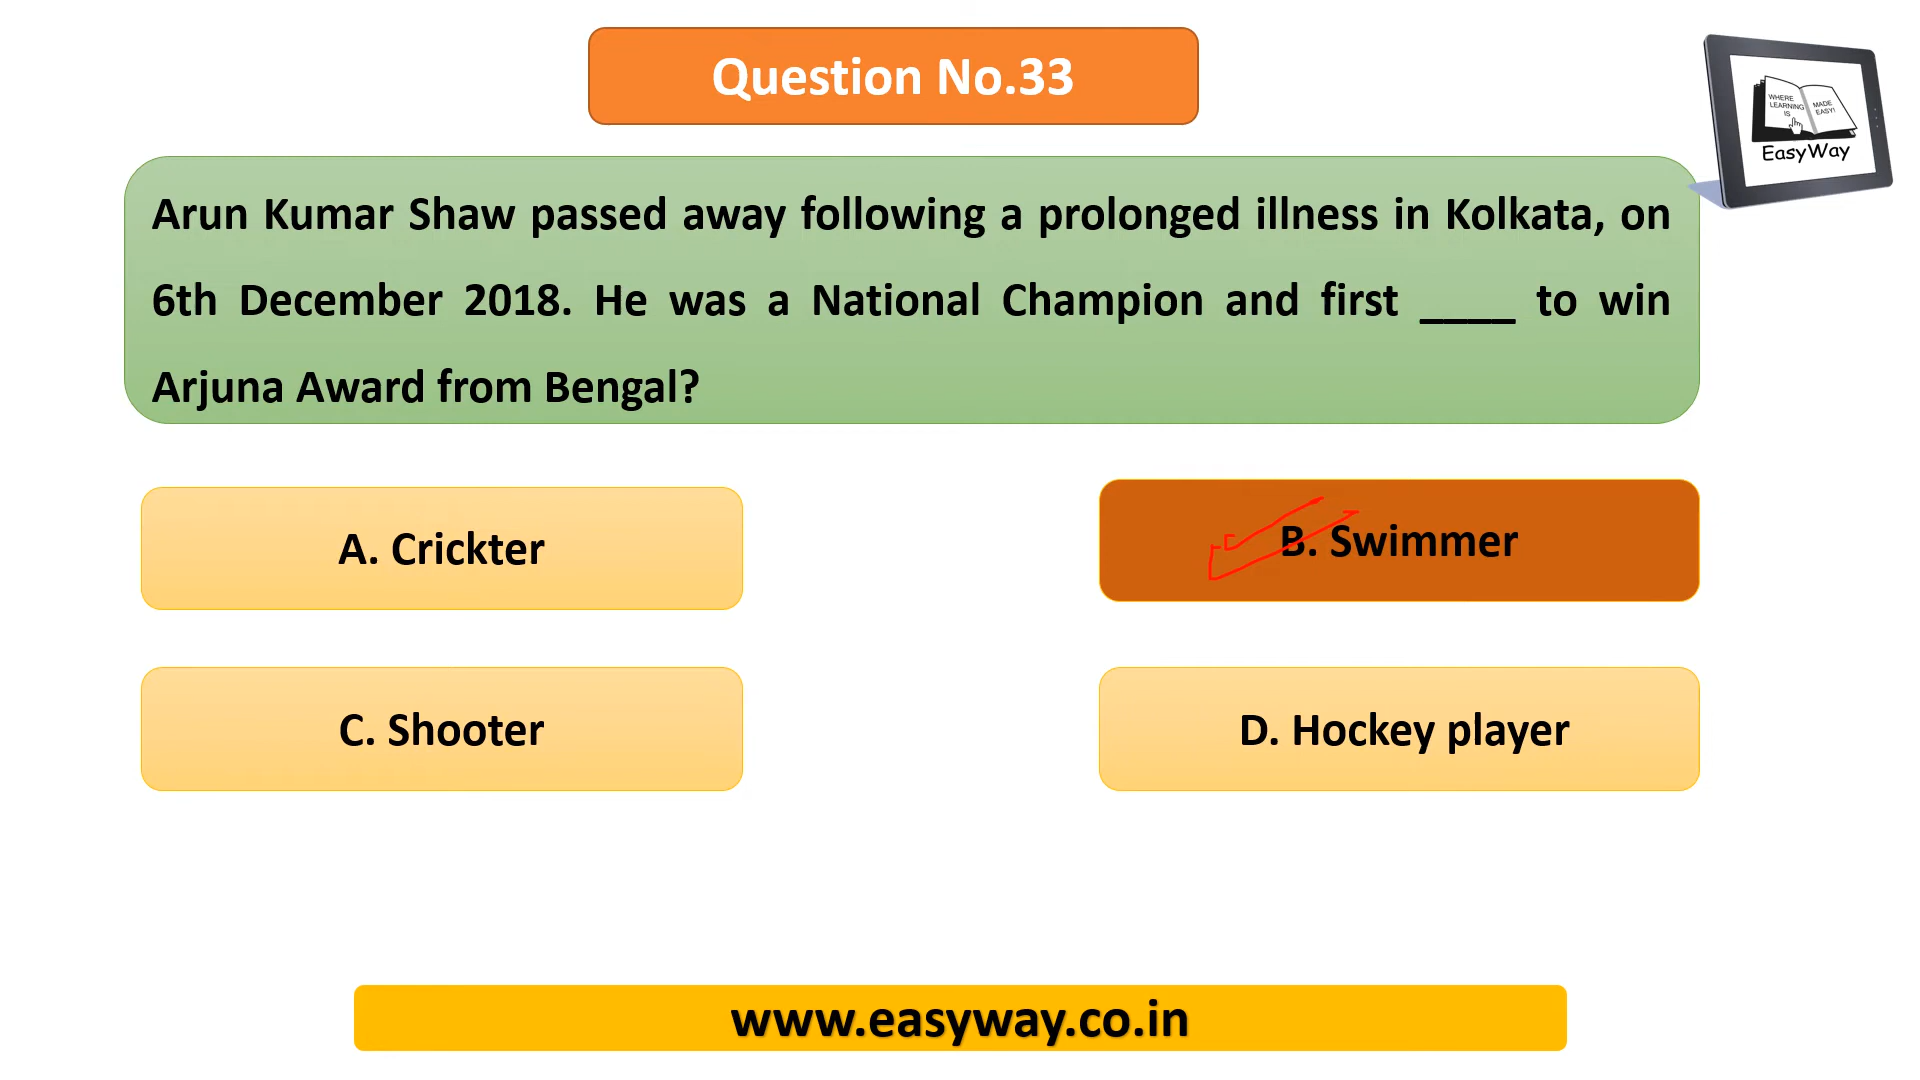 Question No.33
WHERE
LEARNING
IS
MADE
EASY!
EasyWay
Arun Kumar Shaw passed away following a prolonged illness in Kolkata, on
6th December 2018. He was a National Champion and first ____ to win
Arjuna Award from Bengal?
A. Crickter
B. Swimmer
C. Shooter
D. Hockey player
www.easyway.co.in